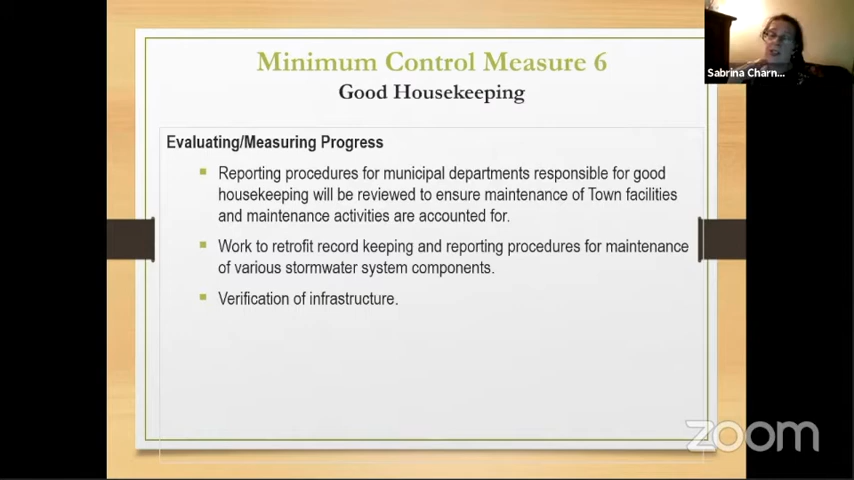 Minimum Control Measure 6
Good Housekeeping
Evaluating/Measuring Progress
Reporting procedures for municipal departments responsible for good
housekeeping will be reviewed to ensure maintenance of Town facilities
and maintenance activities are accounted for.
Work to retrofit record keeping and reporting procedures for maintenance
of various stormwater system components.
Verification of infrastructure.
Sabrina Charn...
zoom